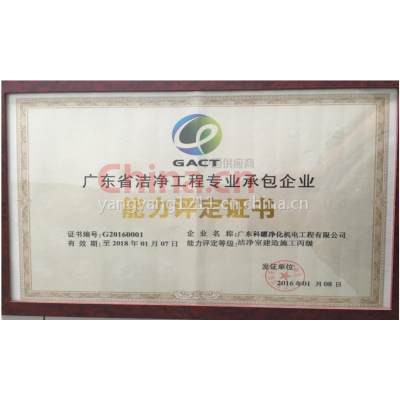 GACT
广东省洁净工程专业承包企业
能力评定证书
证书编号:G20160001 企业名称:广东科耀净化机电工程有限公司
有效期:至2018年01月07日 能力评定等级:洁净室建造施工丙级
发证单位
2016年01月08日
China.cn